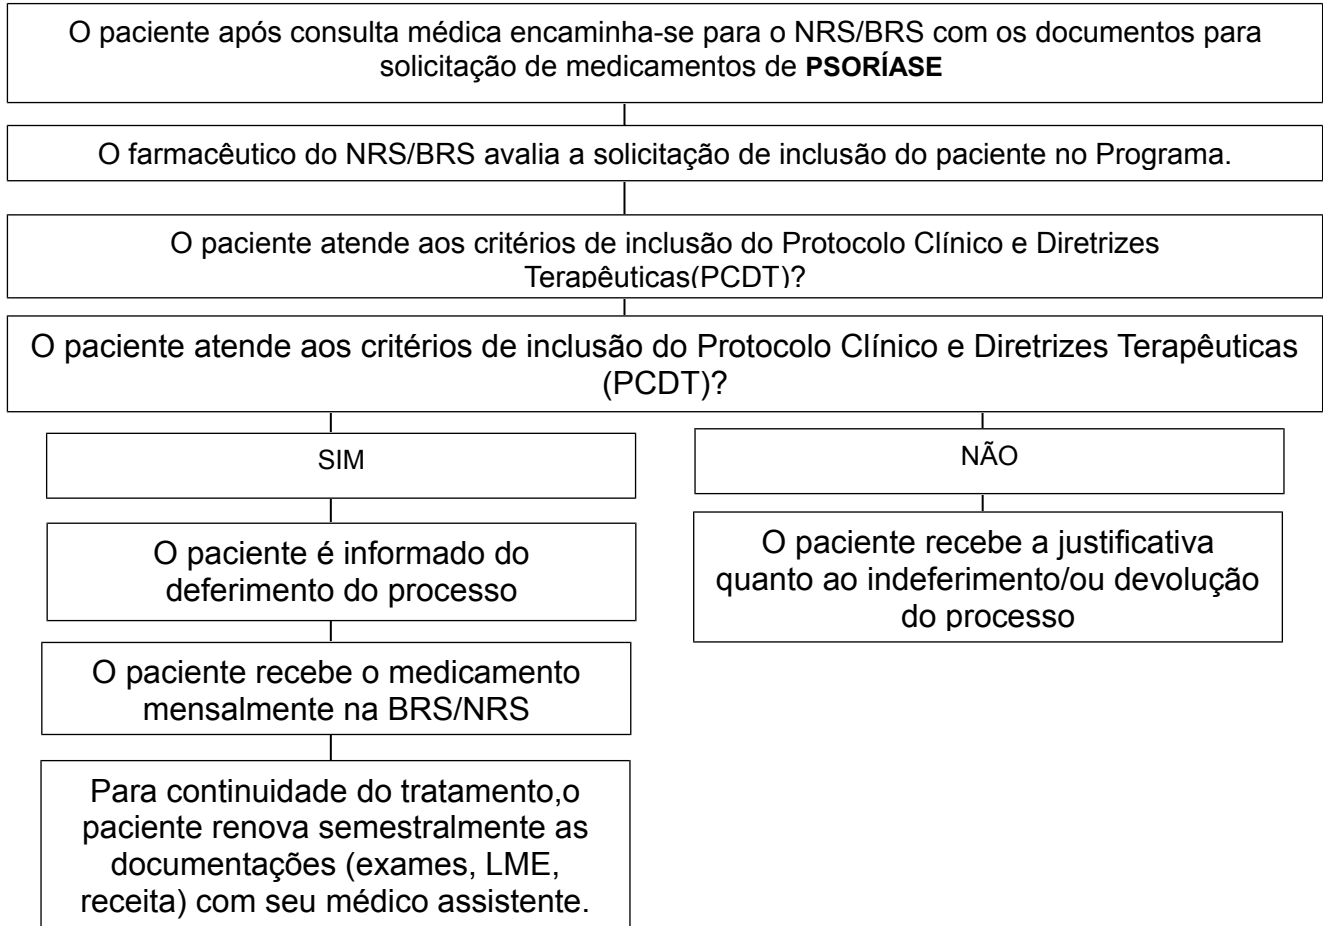 O paciente após consulta médica encaminha-se para o NRS/BRS com os documentos para
solicitação de medicamentos de PSORÍASE
O farmacêutico do NRS/BRS avalia a solicitação de inclusão do paciente no Programa.
O paciente atende aos critérios de inclusão do Protocolo Clínico e Diretrizes
Terapêuticas(PCDT)?
O paciente atende aos critérios de inclusão do Protocolo Clínico e Diretrizes Terapêuticas
(PCDT)?
SIM
O paciente é informado do
deferimento do processo
O paciente recebe o medicamento
mensalmente na BRS/NRS
Para continuidade do tratamento,o
paciente renova semestralmente as
documentações (exames, LME,
receita) com seu médico assistente.
NÃO
O paciente recebe a justificativa
quanto ao indeferimento/ou devolução
do processo